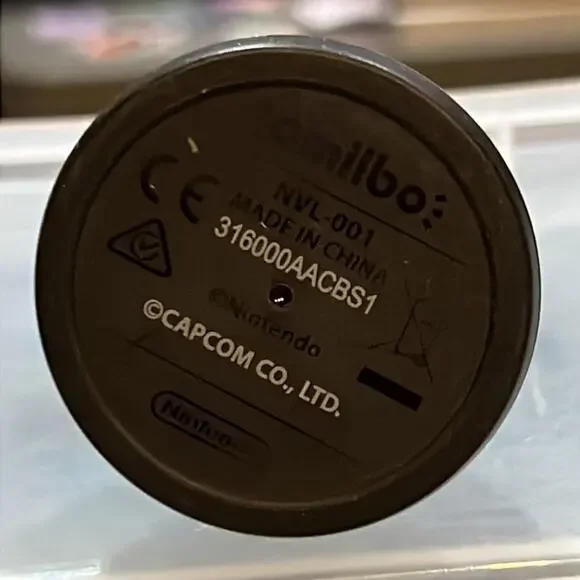 amiibo
NVL-001
MADE IN CHINA
316000AACBS1
©Nintendo
©CAPCOM CO., LTD.
CE
Nintendo